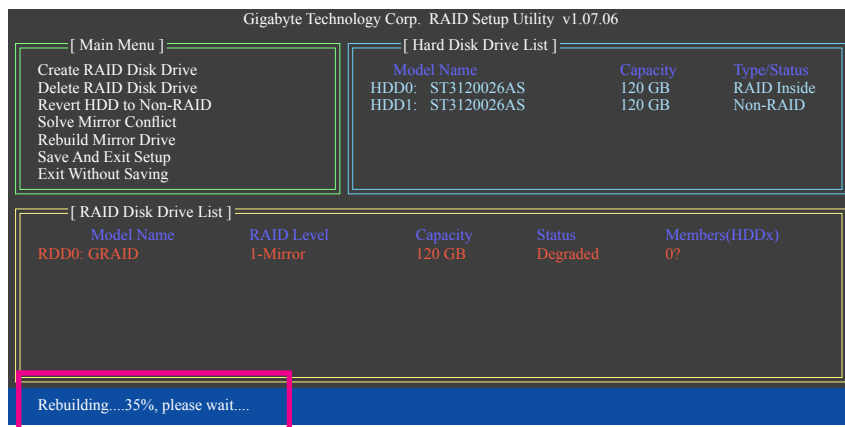 Gigabyte Technology Corp. RAID Setup Utility v1.07.06
[ Main Menu ]
Create RAID Disk Drive
Delete RAID Disk Drive
Revert HDD to Non-RAID
Solve Mirror Conflict
Rebuild Mirror Drive
Save And Exit Setup
Exit Without Saving
[ Hard Disk Drive List ]
Model Name Capacity Type/Status
HDD0: ST3120026AS 120 GB RAID Inside
HDD1: ST3120026AS 120 GB Non-RAID
[ RAID Disk Drive List ]
Model Name RAID Level Capacity Status Members(HDDx)
RDD0: GRAID 1-Mirror 120 GB Degraded 0?
Rebuilding....35%, please wait....